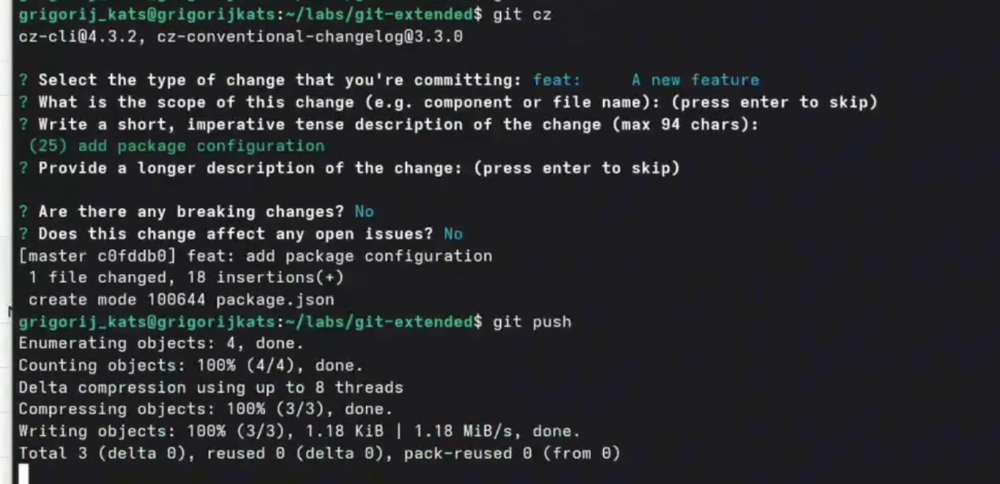 grigorij_kats@grigorijkats:~/labs/git-extended$ git cz
cz-cli@4.3.2, cz-conventional-changelog@3.3.0
? Select the type of change that you're committing: feat:     A new feature
? What is the scope of this change (e.g. component or file name): (press enter to skip)
? Write a short, imperative tense description of the change (max 94 chars):
 (25) add package configuration
? Provide a longer description of the change: (press enter to skip)
? Are there any breaking changes? No
? Does this change affect any open issues? No
[master c0fddb0] feat: add package configuration
 1 file changed, 18 insertions(+)
 create mode 100644 package.json
grigorij_kats@grigorijkats:~/labs/git-extended$ git push
Enumerating objects: 4, done.
Counting objects: 100% (4/4), done.
Delta compression using up to 8 threads
Compressing objects: 100% (3/3), done.
Writing objects: 100% (3/3), 1.18 KiB | 1.18 MiB/s, done.
Total 3 (delta 0), reused 0 (delta 0), pack-reused 0 (from 0)